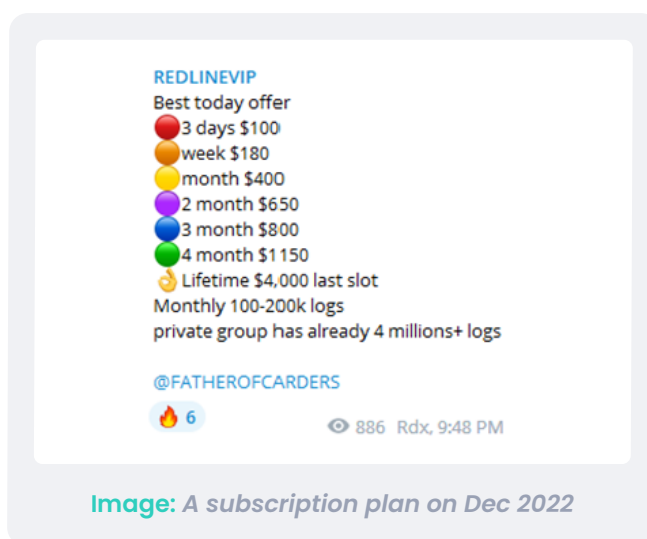 REDLINEVIP
Best today offer
🔴3 days $100
🟠week $180
🟡month $400
🟣2 month $650
🔵3 month $800
🟢4 month $1150
👌Lifetime $4,000 last slot
Monthly 100-200k logs
private group has already 4 millions+ logs
@FATHEROFCARDERS
🔥 6
886 Rdx, 9:48 PM
Image: A subscription plan on Dec 2022